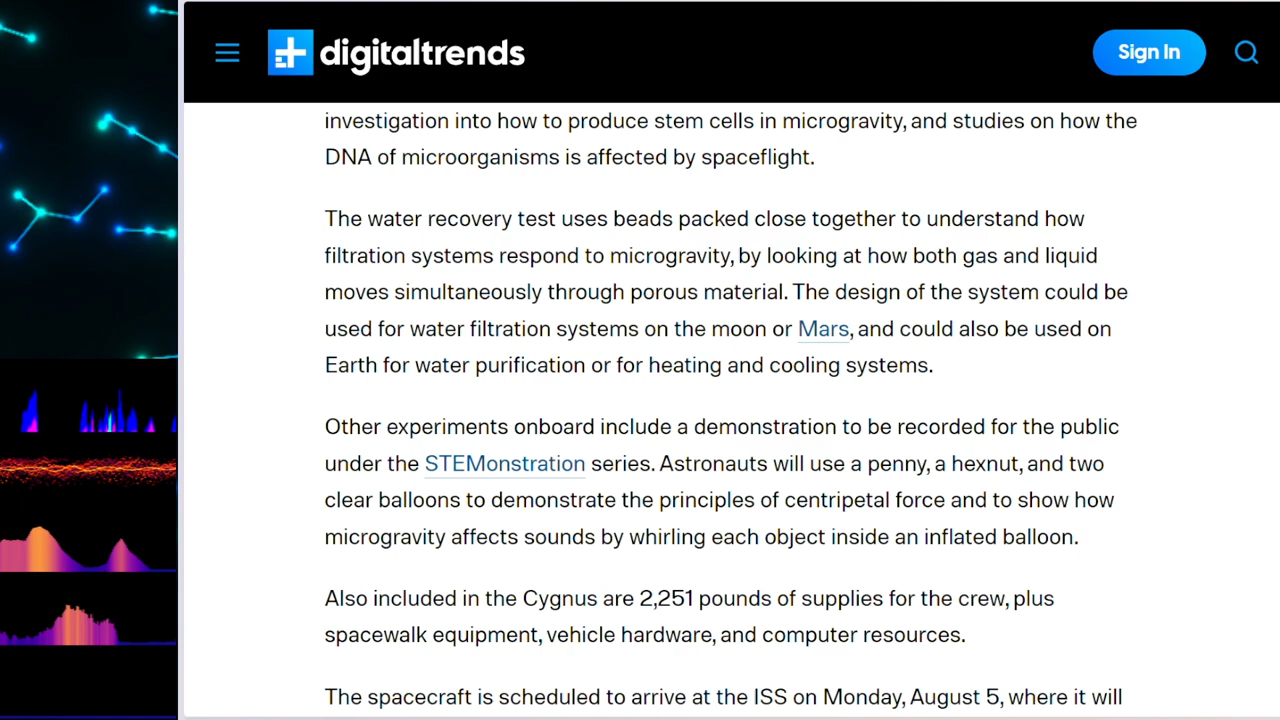 digitaltrends
Sign In
investigation into how to produce stem cells in microgravity, and studies on how the
DNA of microorganisms is affected by spaceflight.
The water recovery test uses beads packed close together to understand how
filtration systems respond to microgravity, by looking at how both gas and liquid
moves simultaneously through porous material. The design of the system could be
used for water filtration systems on the moon or Mars, and could also be used on
Earth for water purification or for heating and cooling systems.
Other experiments onboard include a demonstration to be recorded for the public
under the STEMonstration series. Astronauts will use a penny, a hexnut, and two
clear balloons to demonstrate the principles of centripetal force and to show how
microgravity affects sounds by whirling each object inside an inflated balloon.
Also included in the Cygnus are 2,251 pounds of supplies for the crew, plus
spacewalk equipment, vehicle hardware, and computer resources.
The spacecraft is scheduled to arrive at the ISS on Monday, August 5, where it will